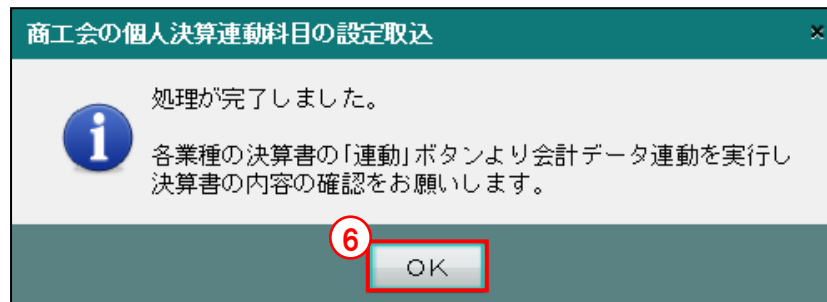 商工会の個人決算連動科目の設定取込 ×
処理が完了しました。
各業種の決算書の「連動」ボタンより会計データ連動を実行し
決算書の内容の確認をお願いします。
⑥
OK